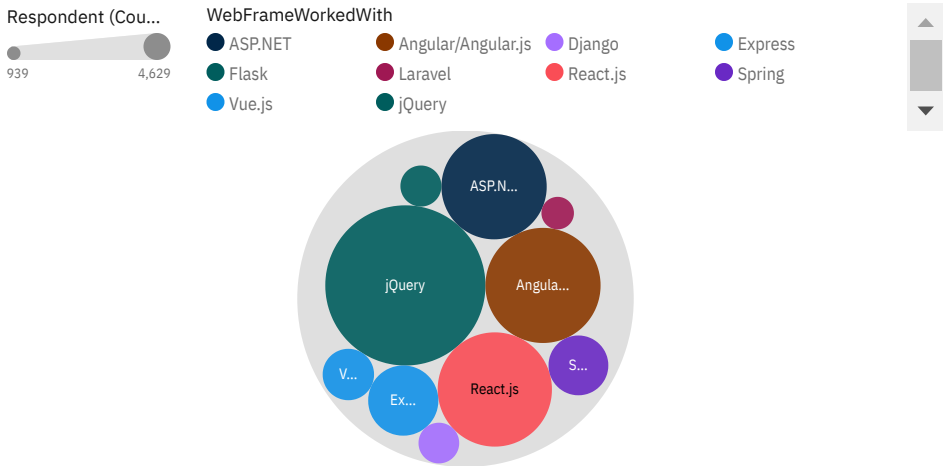 Respondent (Cou...
939 4,629
WebFrameWorkedWith
ASP.NET Angular/Angular.js Django Express
Flask Laravel React.js Spring
Vue.js jQuery
ASP.N...
jQuery
Angula...
S...
V...
React.js
Ex...